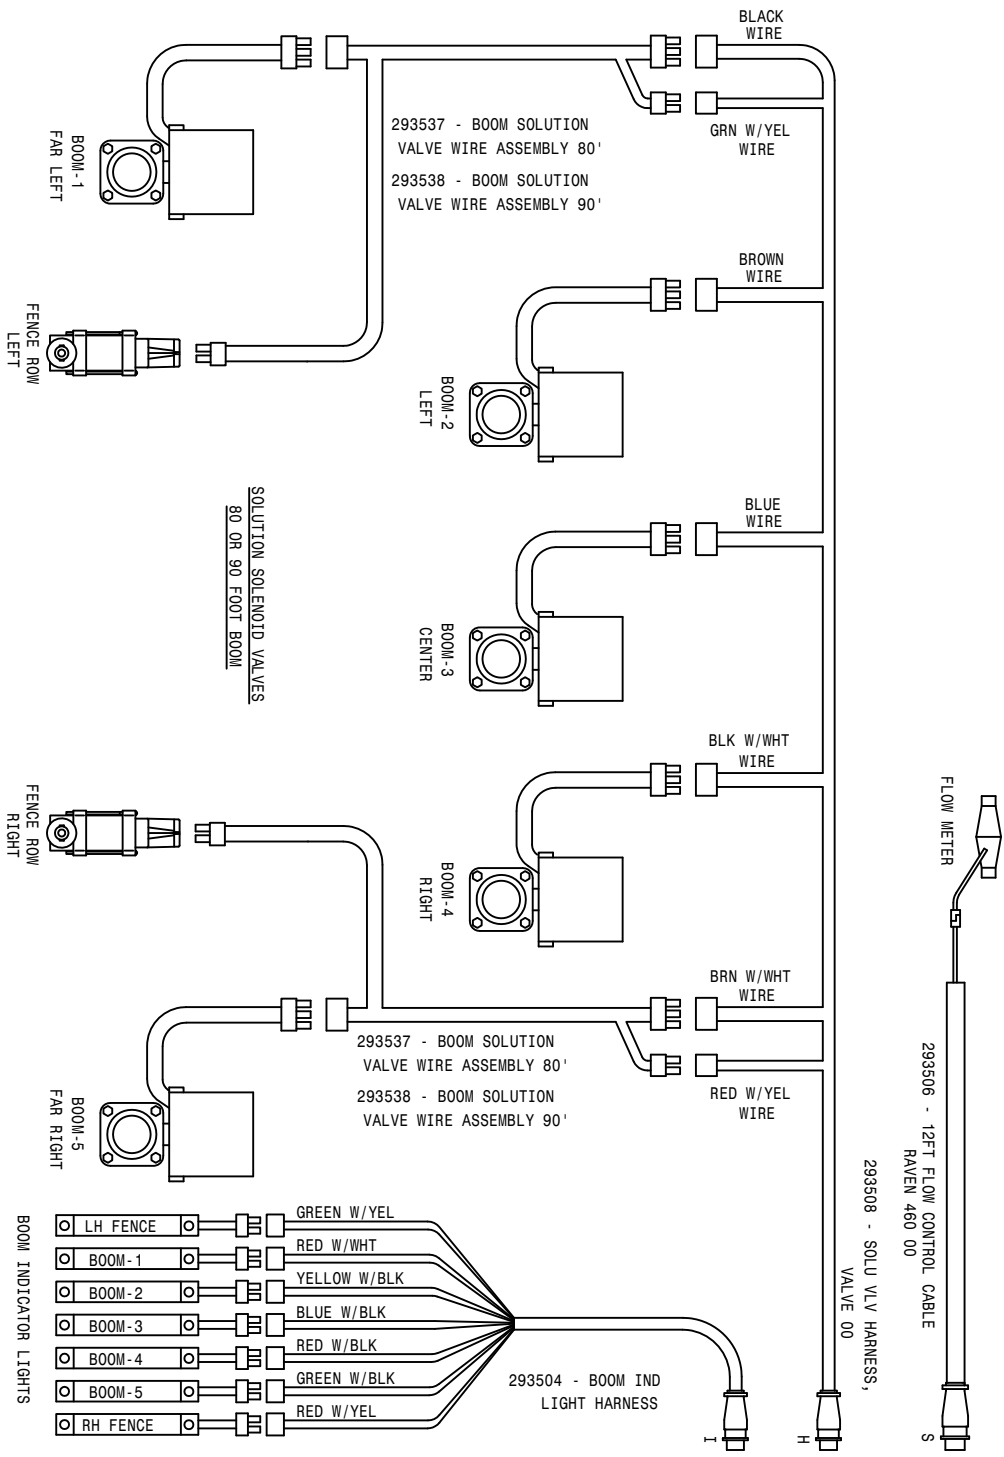 BLACK
WIRE
GRN W/YEL
WIRE
293537 - BOOM SOLUTION
VALVE WIRE ASSEMBLY 80'
293538 - BOOM SOLUTION
VALVE WIRE ASSEMBLY 90'
BOOM-1
FAR LEFT
BROWN
WIRE
FENCE ROW
LEFT
BOOM-2
LEFT
BLUE
WIRE
SOLUTION SOLENOID VALVES
80 OR 90 FOOT BOOM
BOOM-3
CENTER
BLK W/WHT
WIRE
FLOW METER
FENCE ROW
RIGHT
BOOM-4
RIGHT
BRN W/WHT
WIRE
293537 - BOOM SOLUTION
VALVE WIRE ASSEMBLY 80'
293538 - BOOM SOLUTION
VALVE WIRE ASSEMBLY 90'
RED W/YEL
WIRE
BOOM-5
FAR RIGHT
293506 - 12FT FLOW CONTROL CABLE
RAVEN 460 00
293508 - SOLU VLV HARNESS,
VALVE 00
BOOM INDICATOR LIGHTS
LH FENCE
GREEN W/YEL
BOOM-1
RED W/WHT
BOOM-2
YELLOW W/BLK
BOOM-3
BLUE W/BLK
BOOM-4
RED W/BLK
BOOM-5
GREEN W/BLK
RH FENCE
RED W/YEL
293504 - BOOM IND
LIGHT HARNESS
I
H
S